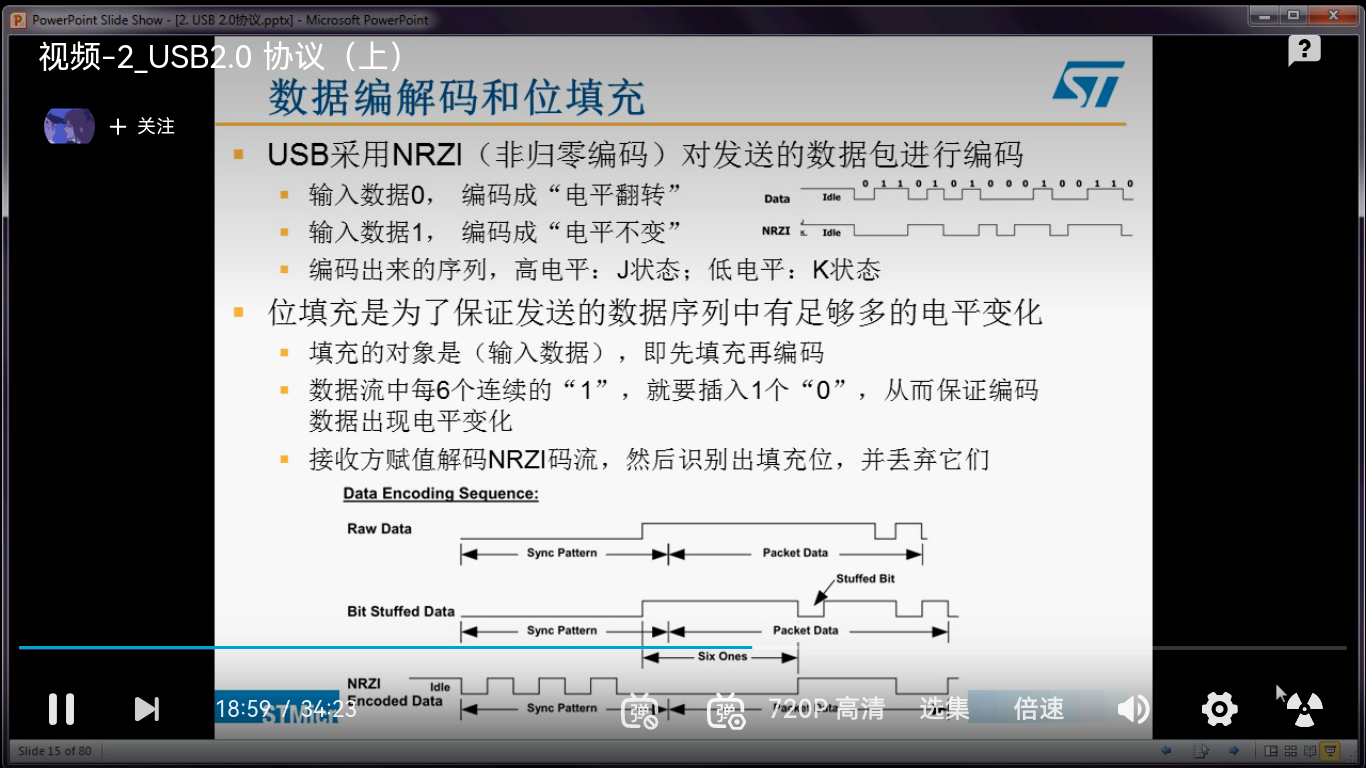 PowerPoint Slide Show - [2. USB 2.0协议.pptx] - Microsoft PowerPoint
视频-2_USB2.0 协议（上）
+ 关注
ST
数据编解码和位填充
USB采用NRZI（非归零编码）对发送的数据包进行编码
输入数据0， 编码成“电平翻转”
输入数据1， 编码成“电平不变”
编码出来的序列，高电平：J状态；低电平：K状态
0 1 1 0 1 0 1 0 0 0 1 0 0 1 1 0
Data Idle
NRZI Idle
位填充是为了保证发送的数据序列中有足够多的电平变化
填充的对象是（输入数据），即先填充再编码
数据流中每6个连续的“1”，就要插入1个“0”，从而保证编码
数据出现电平变化
接收方赋值解码NRZI码流，然后识别出填充位，并丢弃它们
Data Encoding Sequence:
Raw Data
Sync Pattern Packet Data
Stuffed Bit
Bit Stuffed Data
Sync Pattern Packet Data
Six Ones
NRZI Idle
Encoded Data
Sync Pattern Packet Data
18:59 / 34:23
弹 弹 720P 高清 选集 倍速
Slide 15 of 80